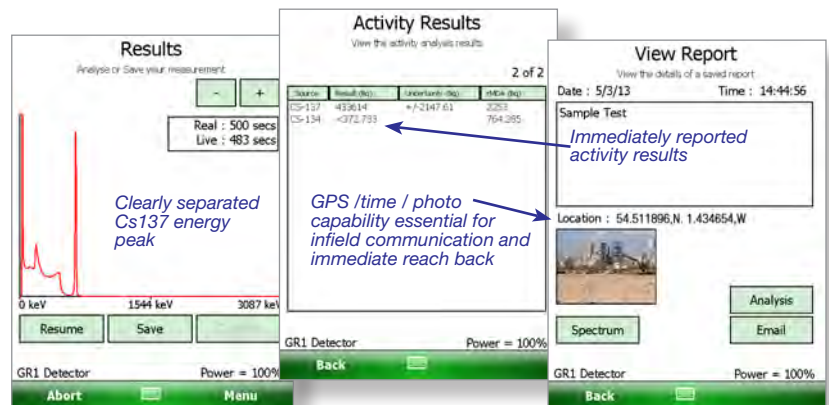 Results
Analyse or Save your measurement
-
+
Real : 500 secs
Live : 483 secs
Clearly separated
Cs137 energy
peak
0 keV
1544 keV
3087 keV
Resume
Save
GR1 Detector
Power = 100%
Abort
Menu
Activity Results
View the activity analysis results
2 of 2
Source
Result (Bq)
Uncertainty (Bq)
MDA (Bq)
CS-137
433614
+/-2147.61
2253
CS-134
<372.733
764.285
GPS /time / photo
capability essential for
infield communication and
immediate reach back
GR1 Detector
Power = 100%
Back
View Report
View the details of a saved report
Date : 5/3/13
Time : 14:44:56
Sample Test
Immediately reported
activity results
Location : 54.511896,N. 1.434654,W
Analysis
Spectrum
Email
GR1 Detector
Power = 100%
Back